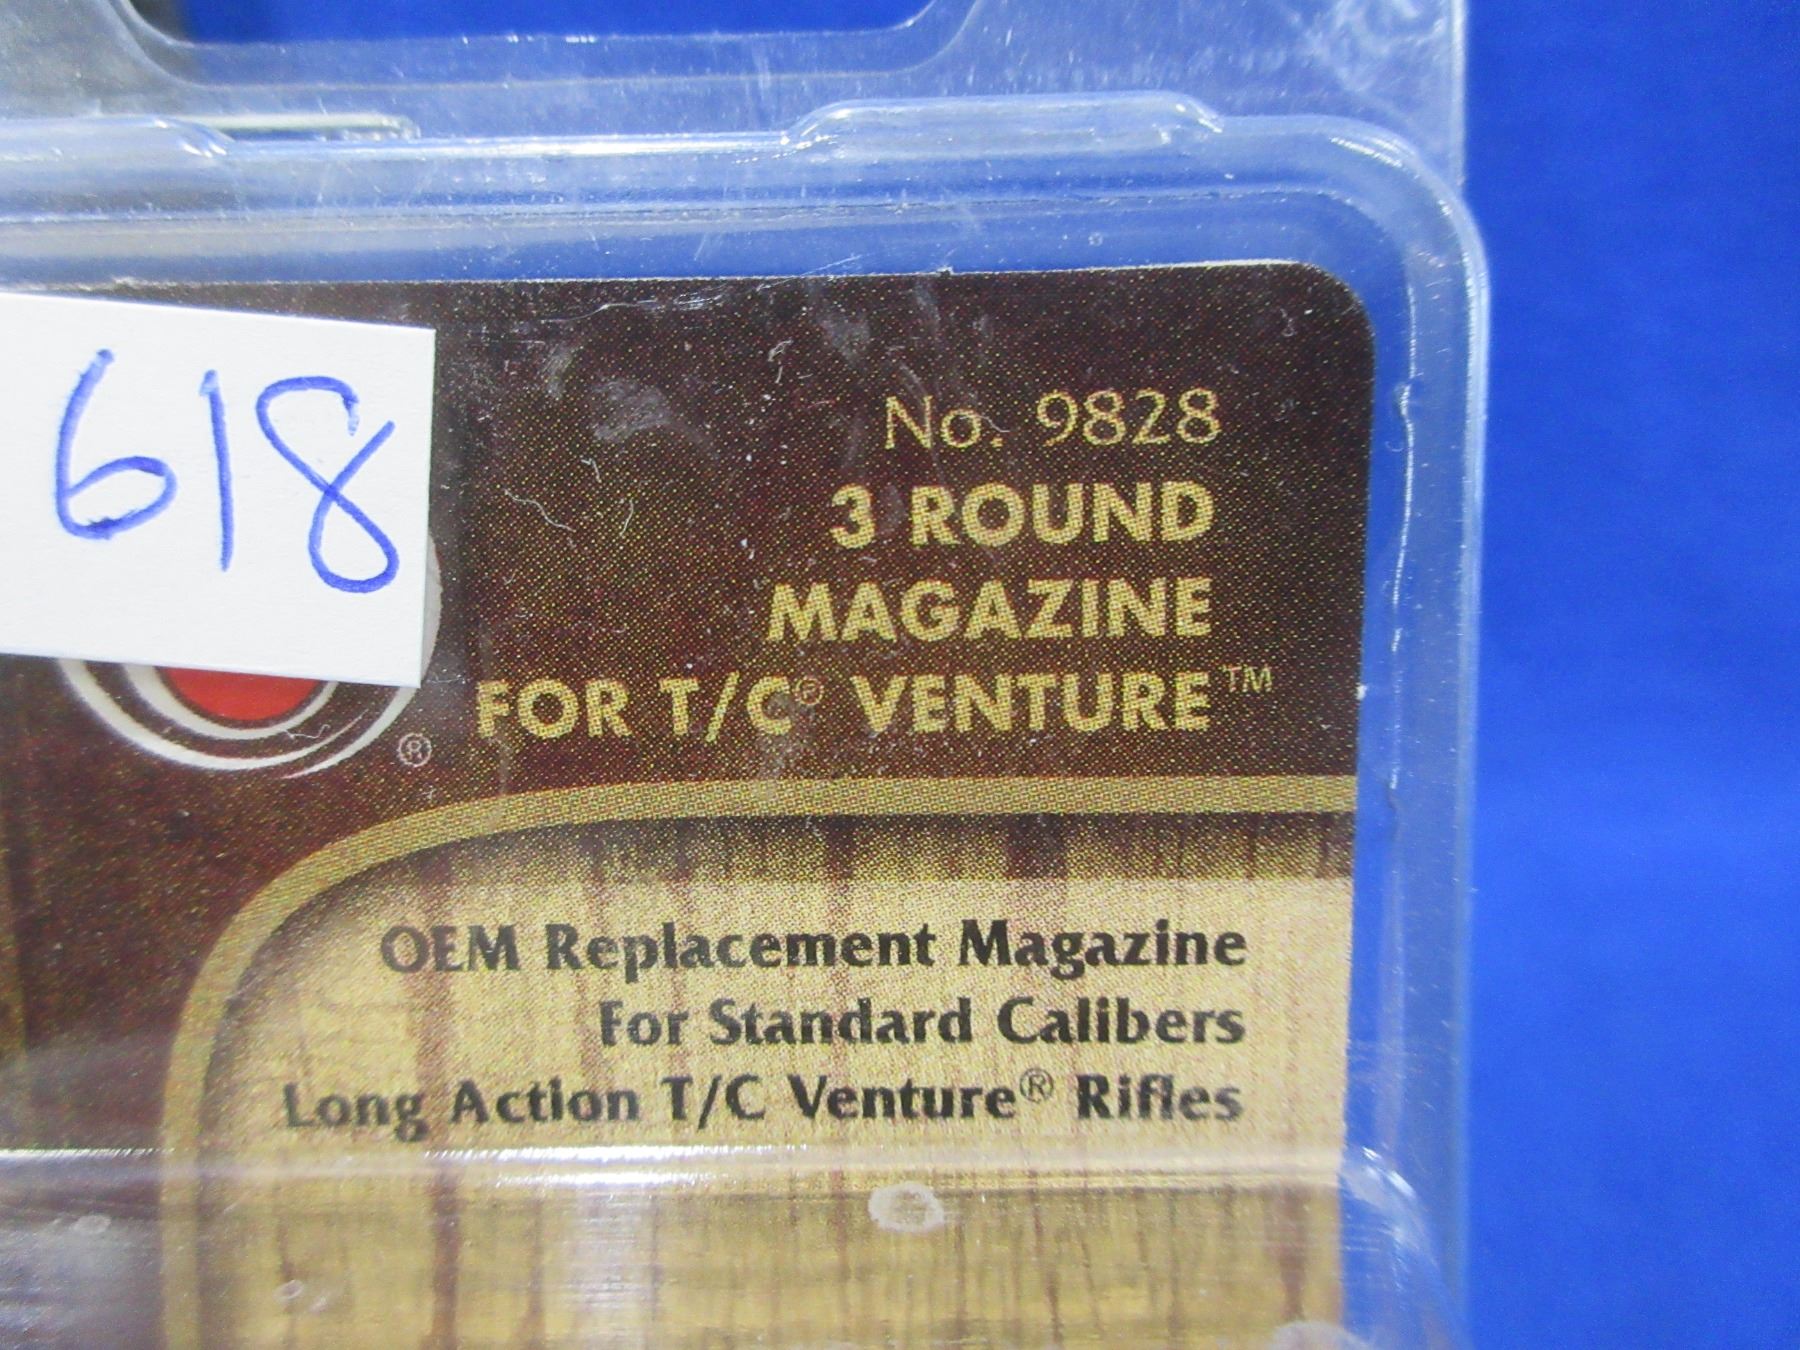 618
No. 9828
3 ROUND
MAGAZINE
FOR T/C® VENTURE™
®
OEM Replacement Magazine
For Standard Calibers
Long Action T/C Venture® Rifles